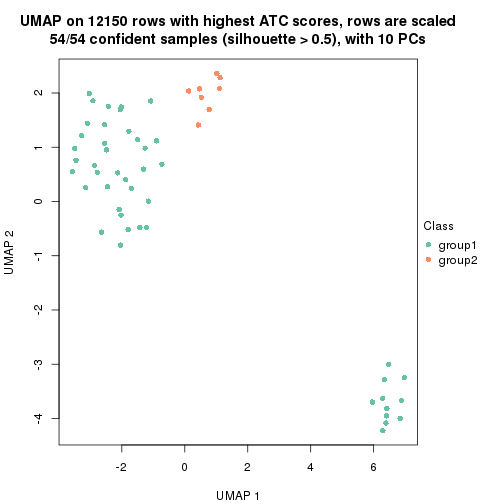 UMAP on 12150 rows with highest ATC scores, rows are scaled
54/54 confident samples (silhouette > 0.5), with 10 PCs
2
1
0
-1
-2
-3
-4
UMAP 2
-2
0
2
4
6
UMAP 1
Class
group1
group2